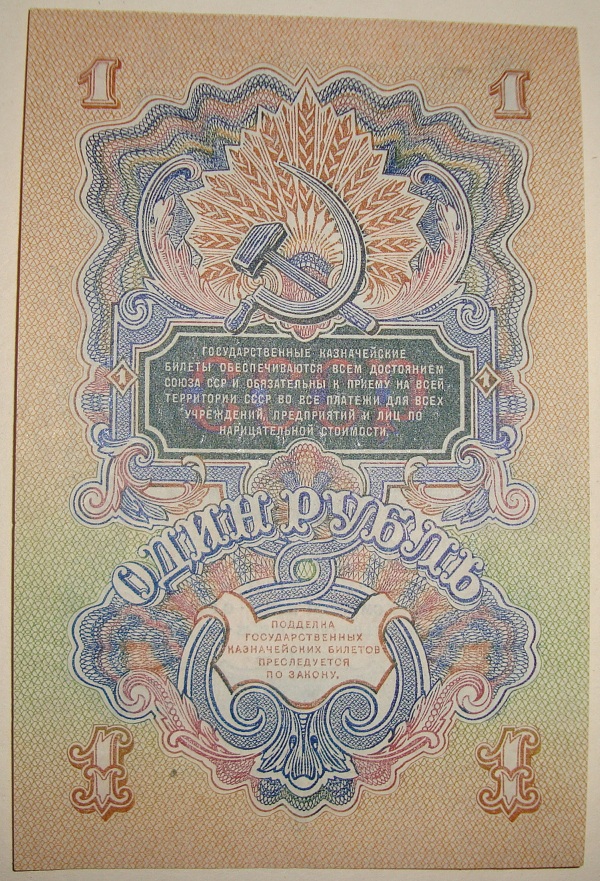 1 1
ГОСУДАРСТВЕННЫЕ КАЗНАЧЕЙСКИЕ
БИЛЕТЫ ОБЕСПЕЧИВАЮТСЯ ВСЕМ ДОСТОЯНИЕМ
СОЮЗА ССР И ОБЯЗАТЕЛЬНЫ К ПРИЕМУ НА ВСЕЙ
1 ТЕРРИТОРИИ СССР ВО ВСЕ ПЛАТЕЖИ ДЛЯ ВСЕХ 1
УЧРЕЖДЕНИЙ, ПРЕДПРИЯТИЙ И ЛИЦ ПО
НАРИЦАТЕЛЬНОЙ СТОИМОСТИ.
ОДИН РУБЛЬ
ПОДДЕЛКА
ГОСУДАРСТВЕННЫХ
КАЗНАЧЕЙСКИХ БИЛЕТОВ
ПРЕСЛЕДУЕТСЯ
ПО ЗАКОНУ.
1 1